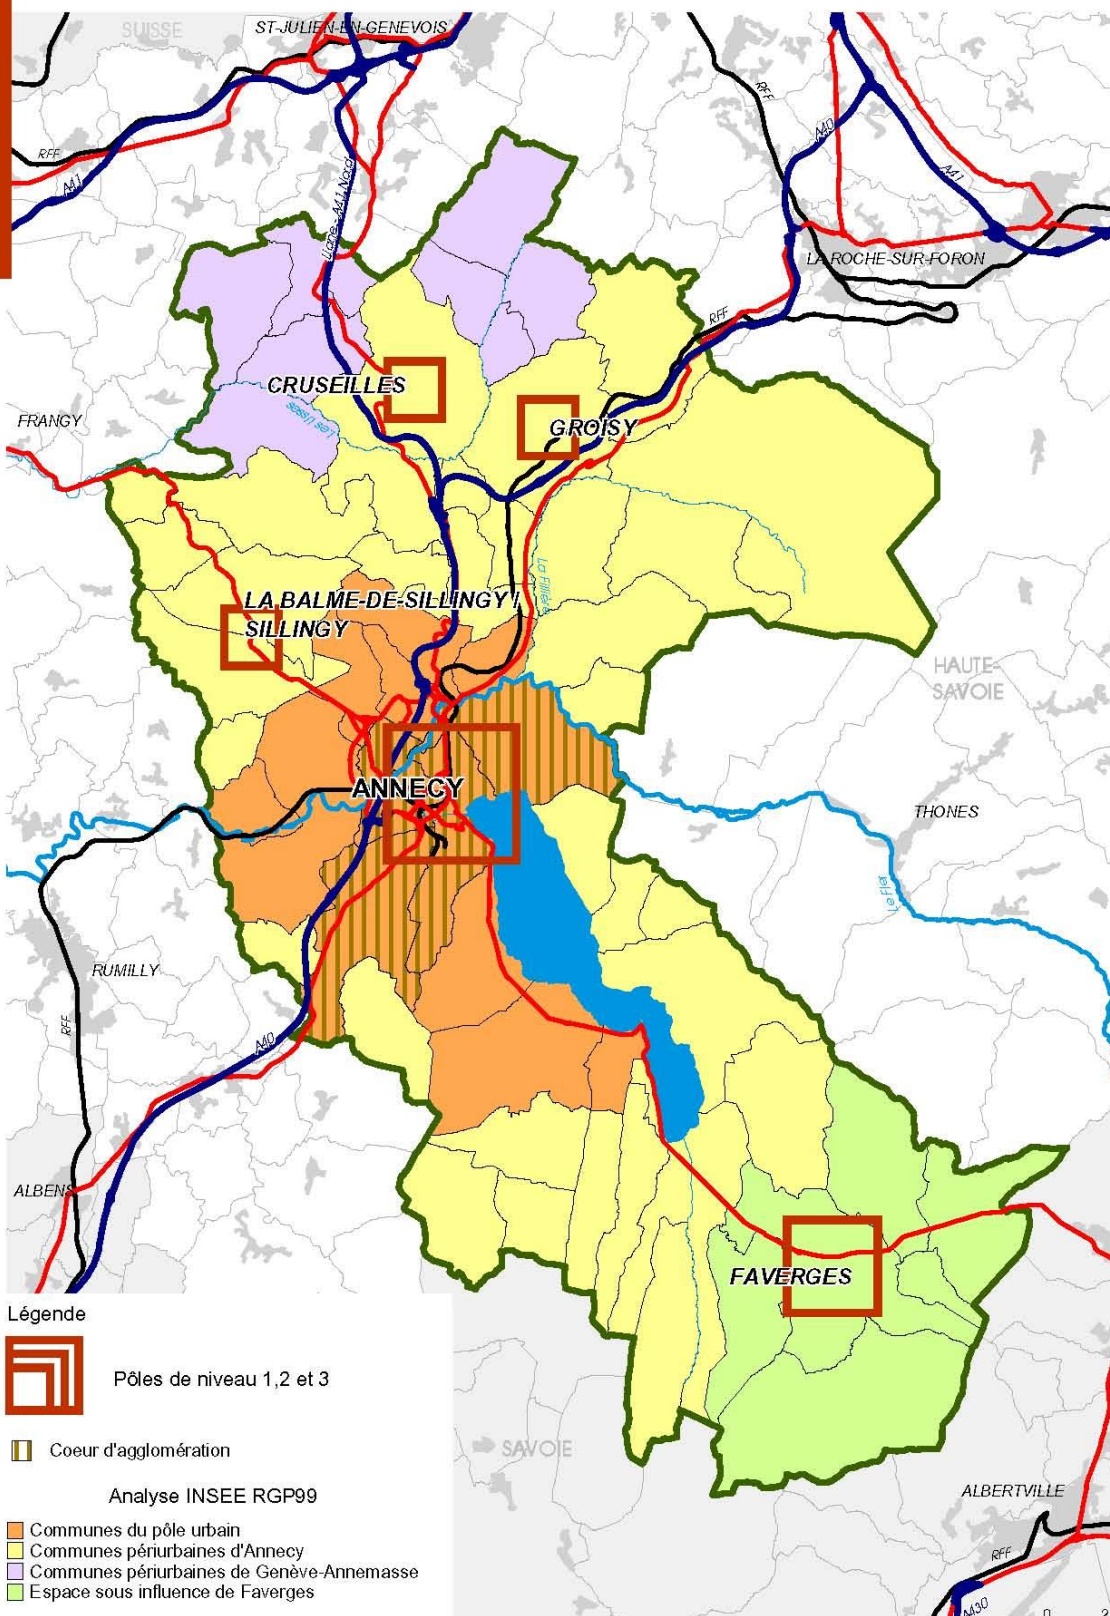 SUISSE
ST-JULIEN-EN-GENEVOIS
RFF
RFF
A40
A41
A41
Liane - A41 Nord
LA ROCHE-SUR-FORON
RFF
CRUSEILLES
FRANGY
Les Usses
GROISY
La Fillière
LA BALME-DE-SILLINGY /
SILLINGY
HAUTE-
SAVOIE
ANNECY
THONES
Le Fier
RUMILLY
RFF
A40
ALBENS
FAVERGES
Légende
Pôles de niveau 1,2 et 3
Coeur d'agglomération
SAVOIE
Analyse INSEE RGP99
ALBERTVILLE
Communes du pôle urbain
Communes périurbaines d'Annecy
RFF
Communes périurbaines de Genève-Annemasse
Espace sous influence de Faverges
A430
0